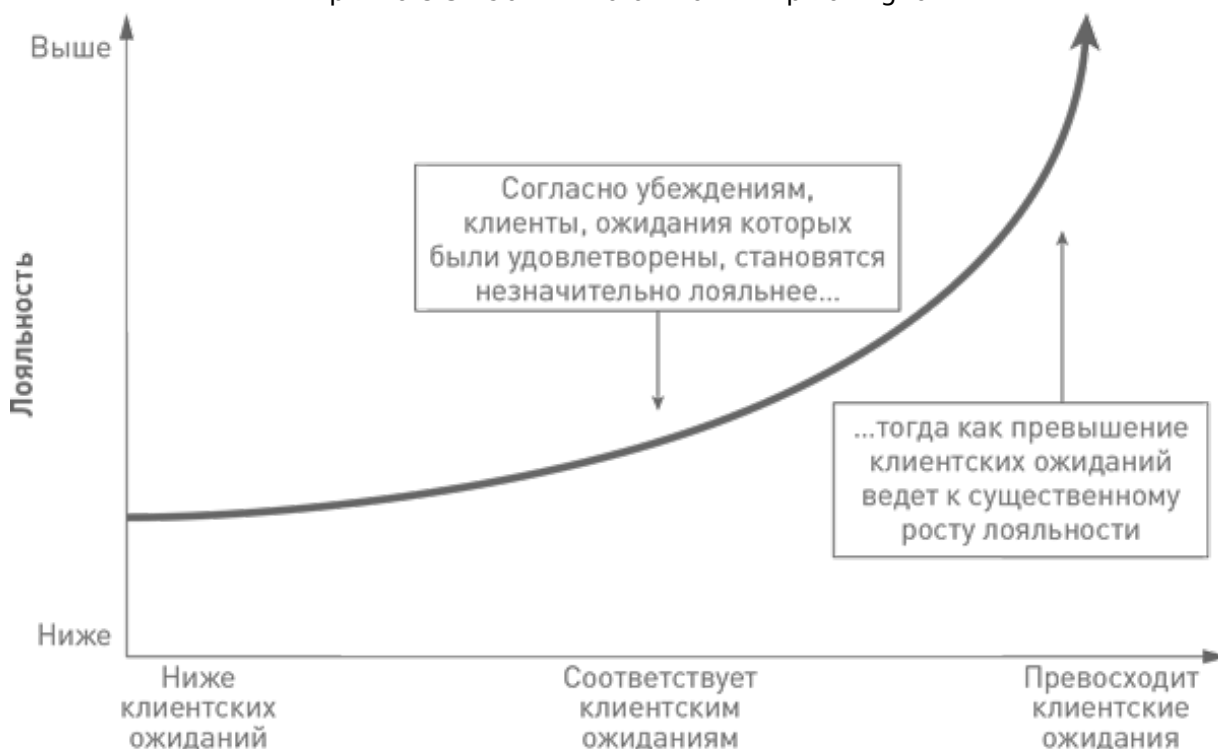 Выше
Согласно убеждениям,
клиенты, ожидания которых
были удовлетворены, становятся
незначительно лояльнее...
Лояльность
...тогда как превышение
клиентских ожиданий
ведет к существенному
росту лояльности
Ниже
Ниже
клиентских
ожиданий
Соответствует
клиентским
ожиданиям
Превосходит
клиентские
ожидания